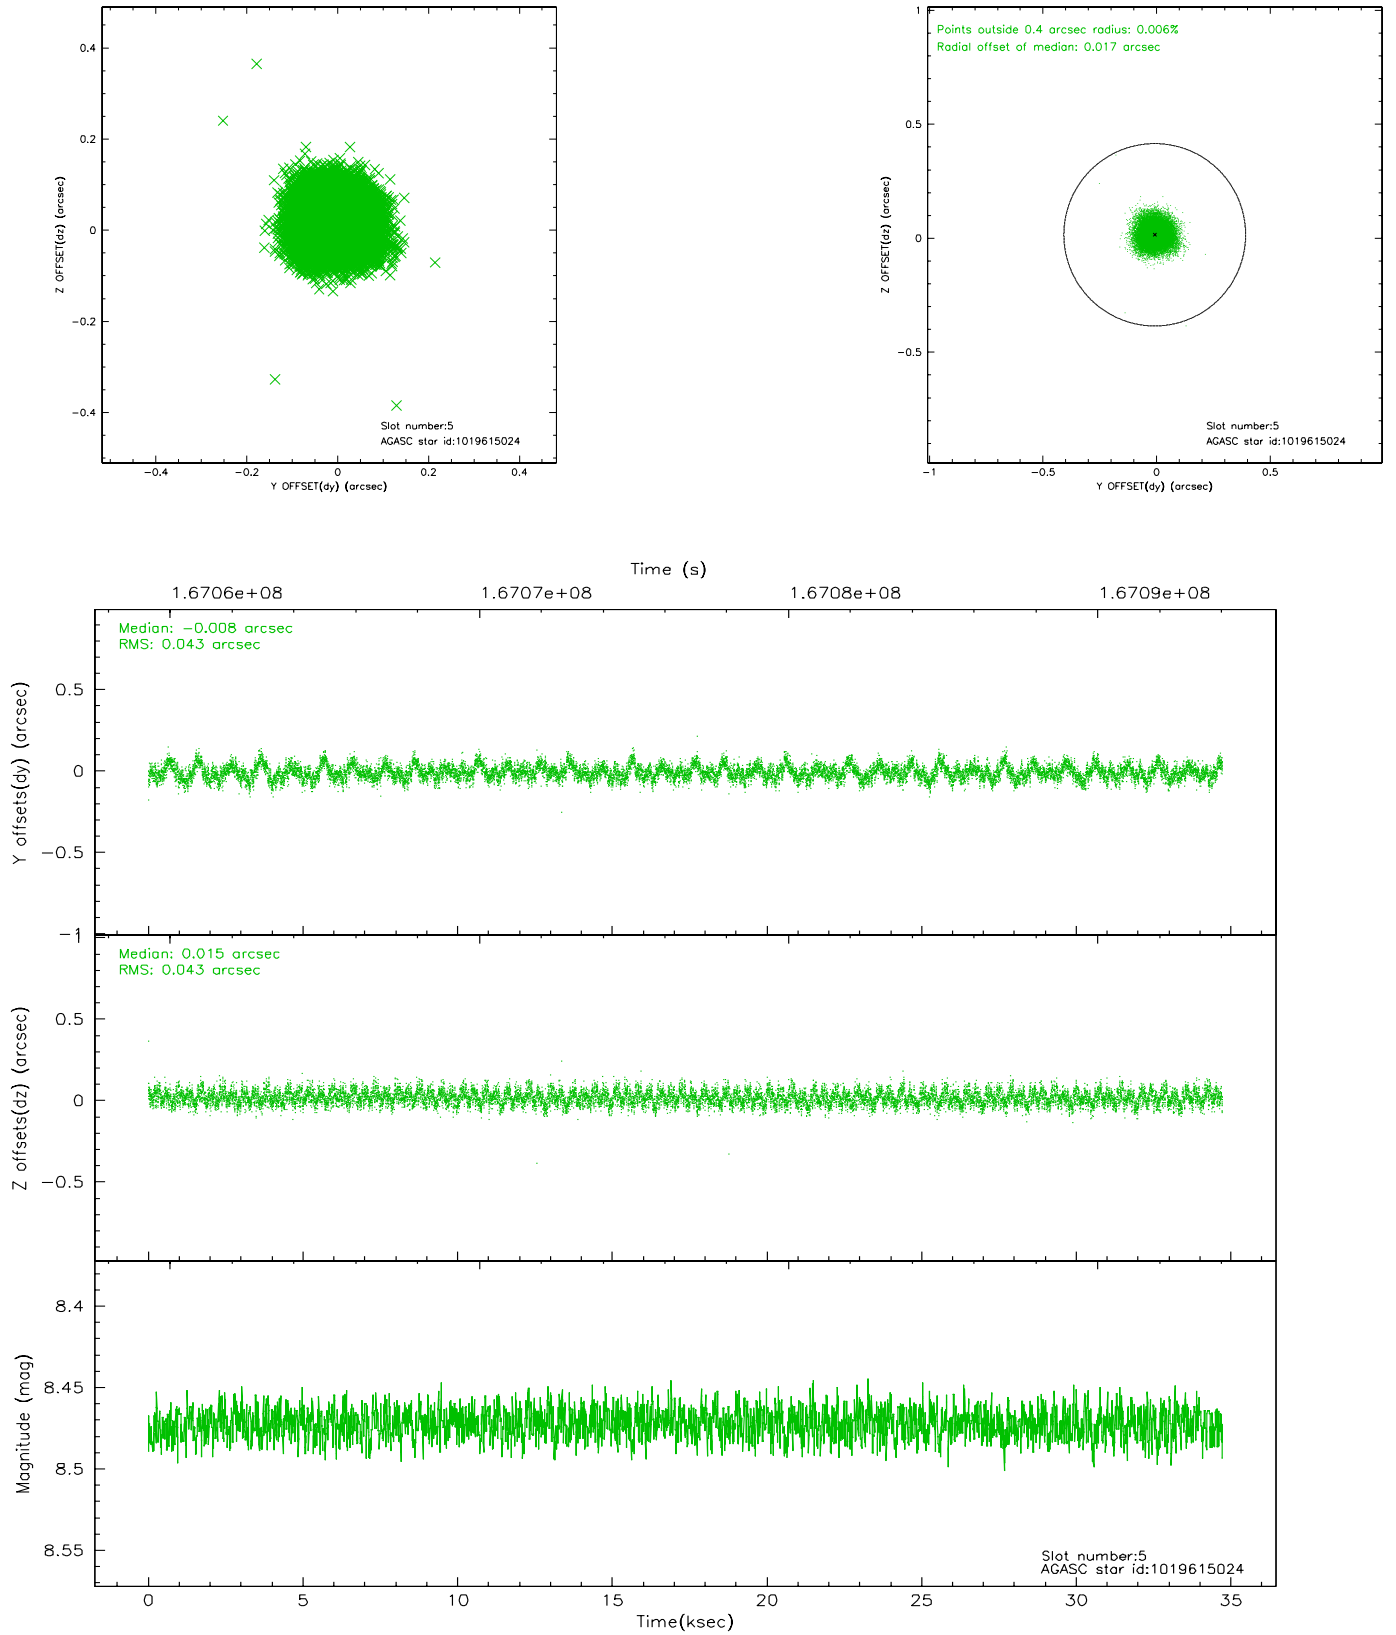 0.4
0.2
0
−0.2
−0.4
Z OFFSET(dz) (arcsec)
Slot number:5
AGASC star id:1019615024
−0.4 −0.2 0 0.2 0.4
Y OFFSET(dy) (arcsec)
Points outside 0.4 arcsec radius: 0.006%
Radial offset of median: 0.017 arcsec
1
0.5
0
−0.5
Z OFFSET(dz) (arcsec)
Slot number:5
AGASC star id:1019615024
−1 −0.5 0 0.5
Y OFFSET(dy) (arcsec)
Time (s)
1.6706e+08 1.6707e+08 1.6708e+08 1.6709e+08
Median: −0.008 arcsec
RMS: 0.043 arcsec
0.5
0
−0.5
−1
Y offsets(dy) (arcsec)
Median: 0.015 arcsec
RMS: 0.043 arcsec
1
0.5
0
−0.5
Z offsets(dz) (arcsec)
8.4
8.45
8.5
8.55
Magnitude (mag)
Slot number:5
AGASC star id:1019615024
0 5 10 15 20 25 30 35
Time(ksec)